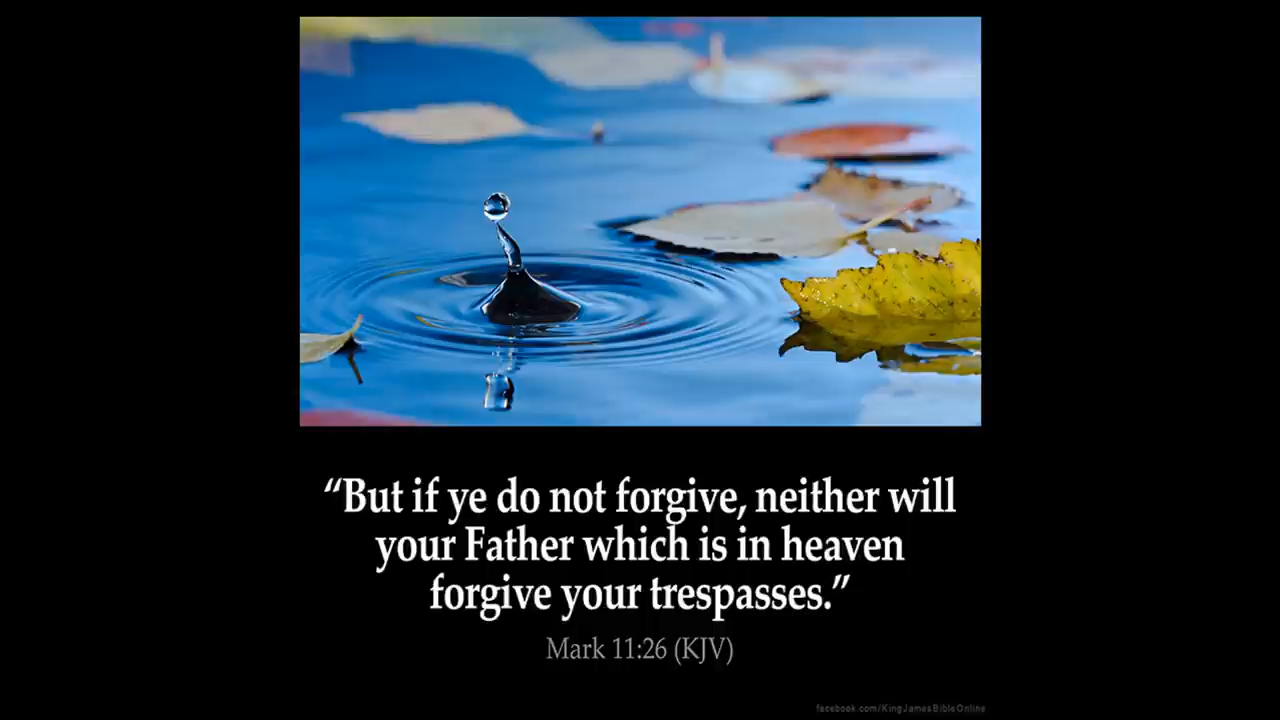 “But if ye do not forgive, neither will
your Father which is in heaven
forgive your trespasses.”
Mark 11:26 (KJV)
facebook.com/KingJamesBibleOnline